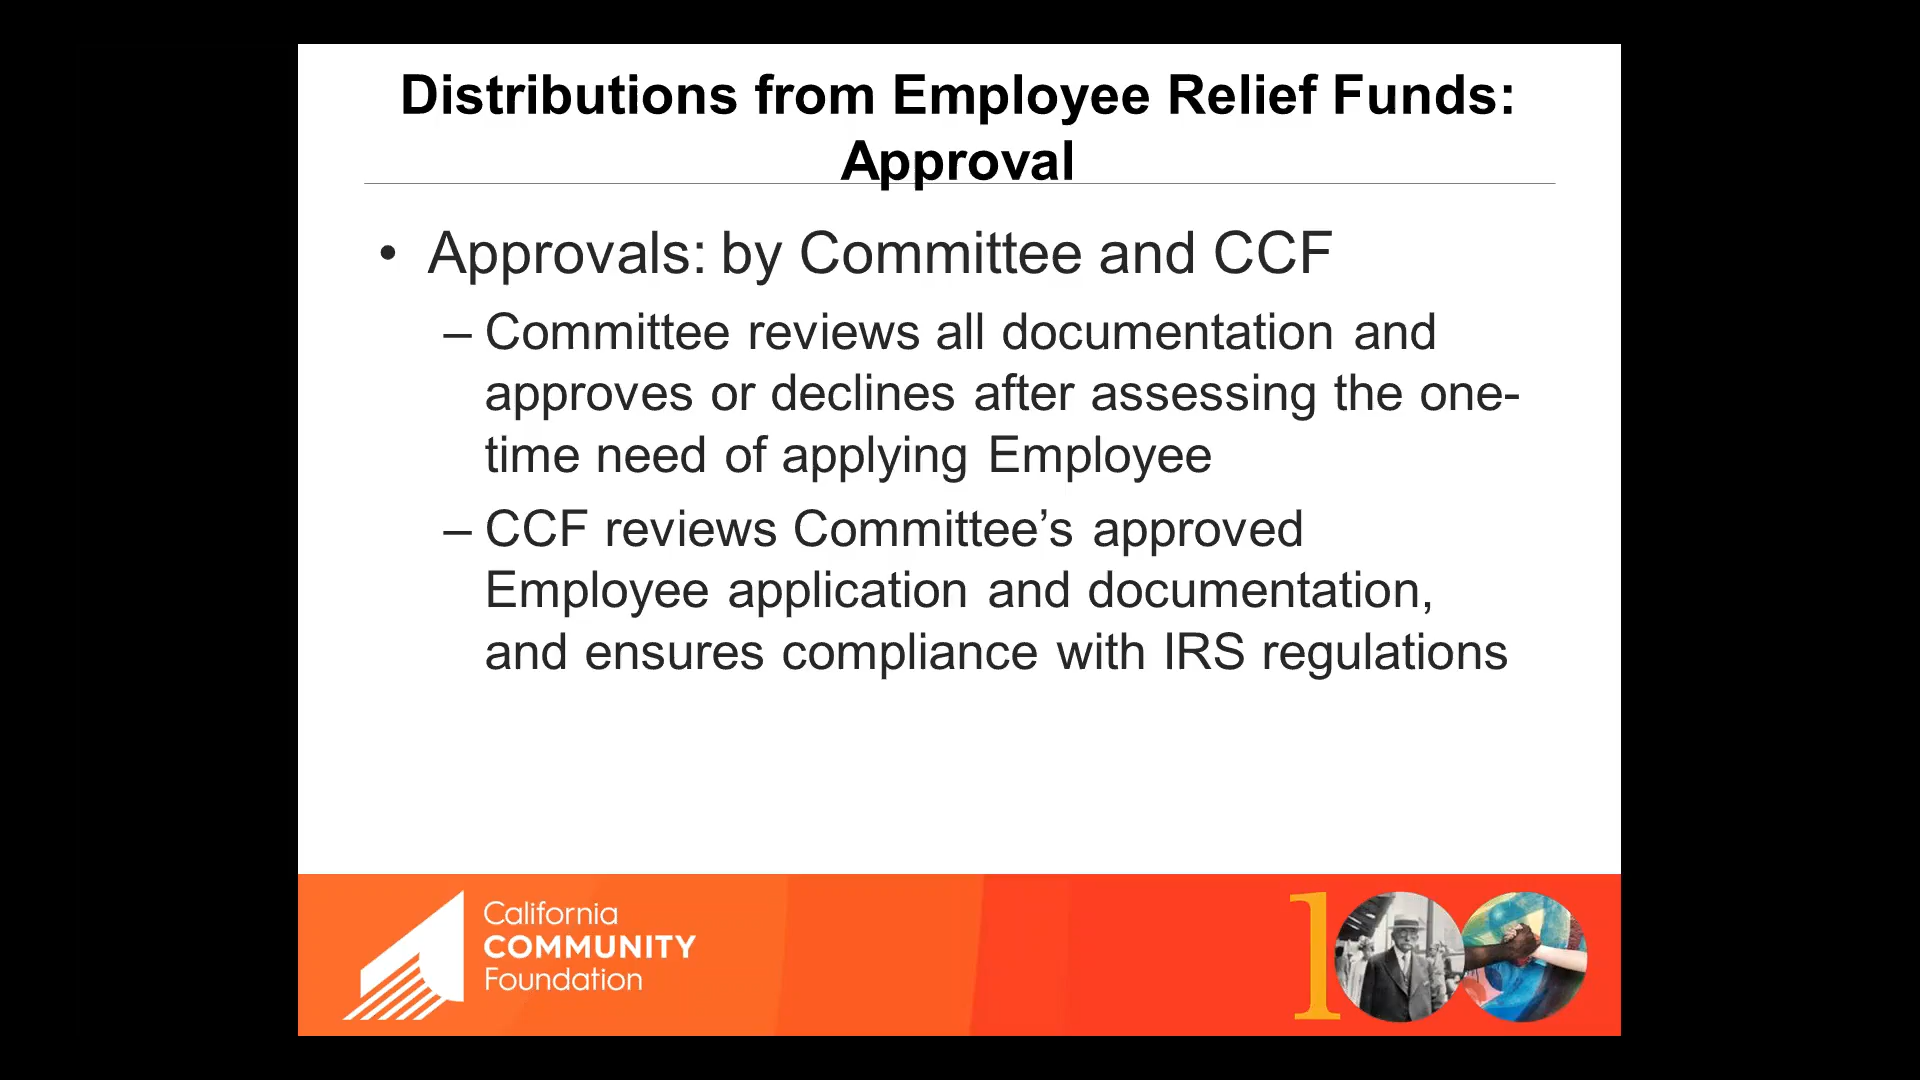 Distributions from Employee Relief Funds:
Approval
• Approvals: by Committee and CCF
– Committee reviews all documentation and
approves or declines after assessing the one-
time need of applying Employee
– CCF reviews Committee’s approved
Employee application and documentation,
and ensures compliance with IRS regulations
California
COMMUNITY
Foundation
100